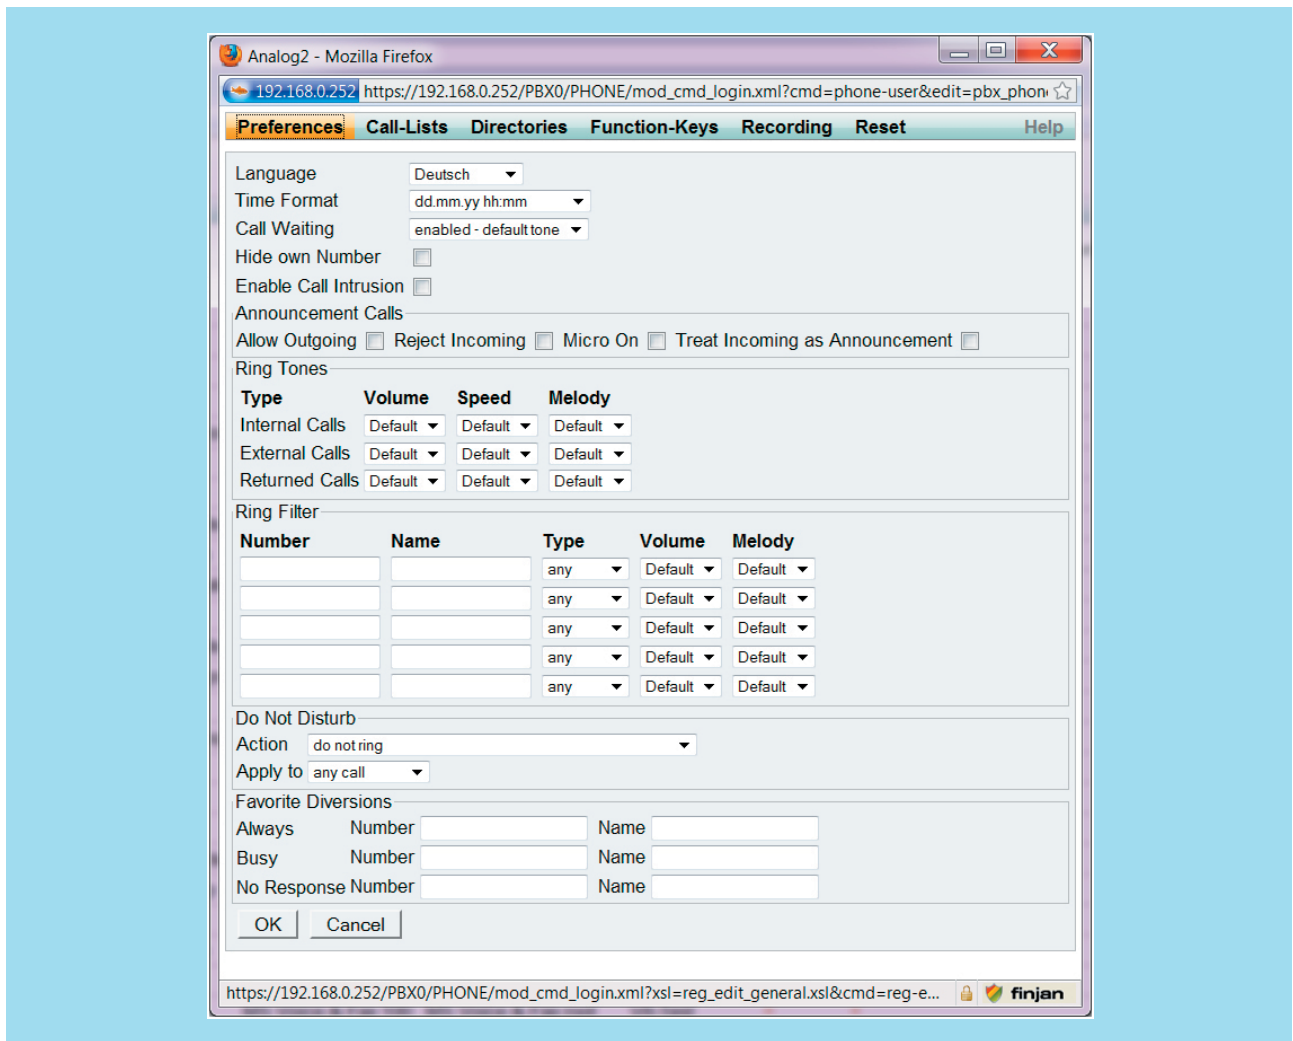 Analog2 - Mozilla Firefox
192.168.0.252 https://192.168.0.252/PBX0/PHONE/mod_cmd_login.xml?cmd=phone-user&edit=pbx_phon
Preferences Call-Lists Directories Function-Keys Recording Reset Help
Language Deutsch
Time Format dd.mm.yy hh:mm
Call Waiting enabled - default tone
Hide own Number
Enable Call Intrusion
Announcement Calls
Allow Outgoing Reject Incoming Micro On Treat Incoming as Announcement
Ring Tones
Type Volume Speed Melody
Internal Calls Default Default Default
External Calls Default Default Default
Returned Calls Default Default Default
Ring Filter
Number Name Type Volume Melody
any Default Default
any Default Default
any Default Default
any Default Default
any Default Default
Do Not Disturb
Action do not ring
Apply to any call
Favorite Diversions
Always Number Name
Busy Number Name
No Response Number Name
OK Cancel
https://192.168.0.252/PBX0/PHONE/mod_cmd_login.xml?xsl=reg_edit_general.xsl&cmd=reg-e... finjan